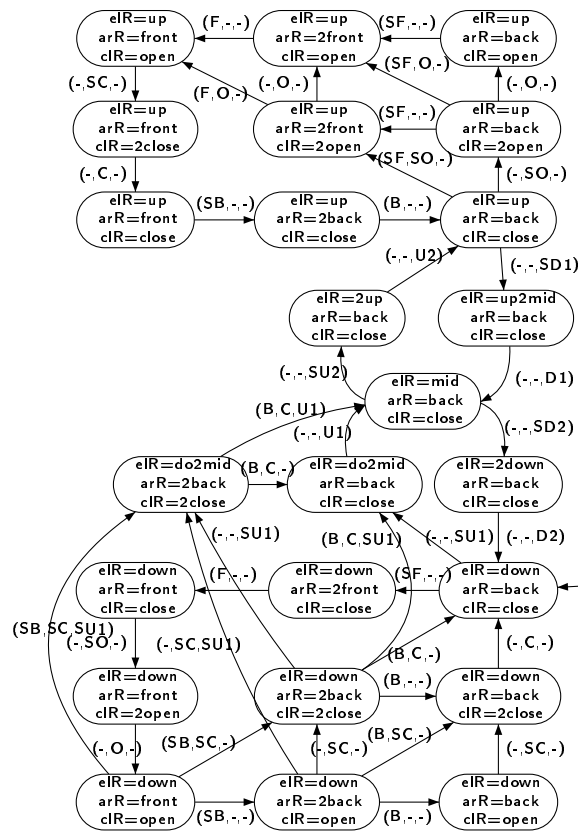 elR=up
arR=front
clR=open
(F,-,-)
elR=up
arR=2front
clR=open
(SF,-,-)
elR=up
arR=back
clR=open
(-,SC,-)
(F,O,-)
(-,O,-)
(SF,O,-)
(-,O,-)
elR=up
arR=front
clR=2close
elR=up
arR=2front
clR=2open
(SF,-,-)
elR=up
arR=back
clR=2open
(-,C,-)
(SF,SO,-)
(-,SO,-)
elR=up
arR=front
clR=close
(SB,-,-)
elR=up
arR=2back
clR=close
(B,-,-)
elR=up
arR=back
clR=close
(-,-,U2)
(-,-,SD1)
elR=2up
arR=back
clR=close
elR=up2mid
arR=back
clR=close
(-,-,SU2)
(-,-,D1)
elR=mid
arR=back
clR=close
(B,C,U1)
(-,-,U1)
(-,-,SD2)
elR=do2mid
arR=2back
clR=2close
(B,C,-)
elR=do2mid
arR=back
clR=close
elR=2down
arR=back
clR=close
(-,-,SU1)
(B,C,SU1)
(-,-,SU1)
(-,-,D2)
elR=down
arR=front
clR=close
(F,-,-)
elR=down
arR=2front
clR=close
(SF,-,-)
elR=down
arR=back
clR=close
(SB,SC,SU1)
(-,SO,-)
(-,SC,SU1)
(B,C,-)
(-,C,-)
elR=down
arR=front
clR=2open
elR=down
arR=2back
clR=2close
(B,-,-)
elR=down
arR=back
clR=2close
(-,O,-)
(SB,SC,-)
(-,SC,-)
(B,SC,-)
(-,SC,-)
elR=down
arR=front
clR=open
(SB,-,-)
elR=down
arR=2back
clR=open
(B,-,-)
elR=down
arR=back
clR=open